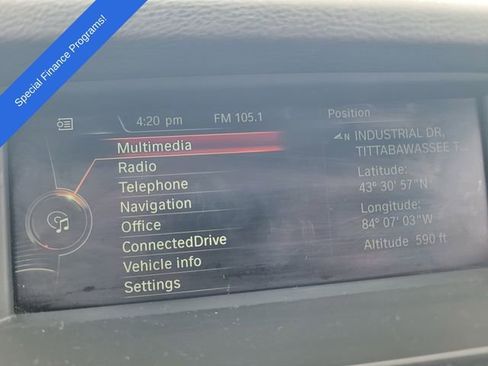 Special Finance Programs!
4:20 pm FM 105.1
Multimedia
Radio
Telephone
Navigation
Office
ConnectedDrive
Vehicle info
Settings
Position
N INDUSTRIAL DR,
TITTABAWASSEE T...
Latitude:
43° 30' 57"N
Longitude:
84° 07' 03"W
Altitude 590 ft